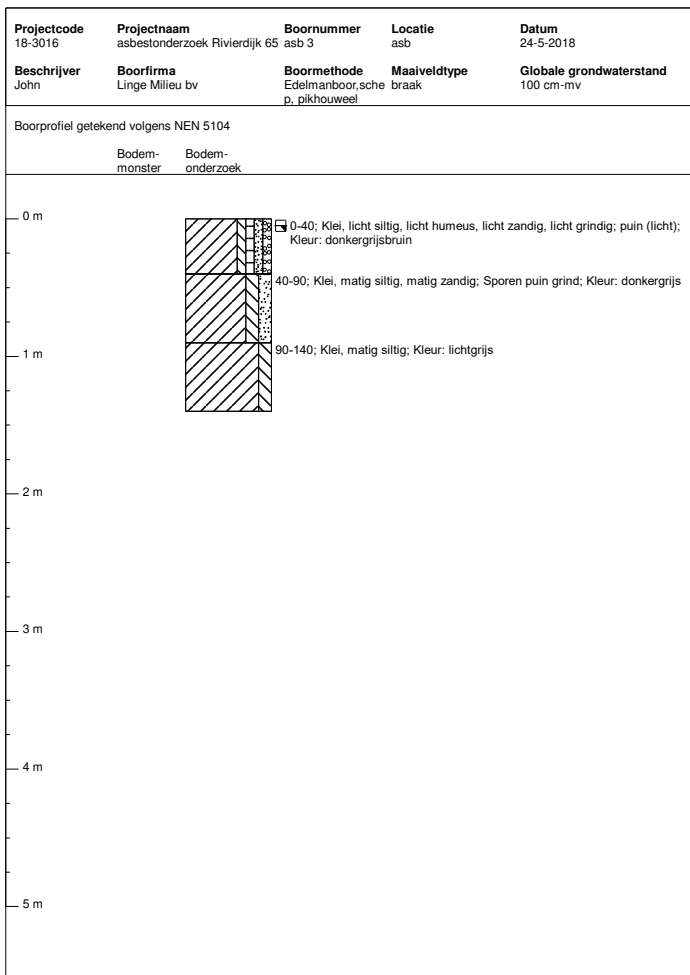 Projectcode Projectnaam Boornummer Locatie Datum
18-3016 asbestonderzoek Rivierdijk 65 asb 3 asb 24-5-2018
Beschrijver Boorfirma Boormethode Maaiveldtype Globale grondwaterstand
John Linge Milieu bv Edelmanboor,sche braak 100 cm-mv
p, pikhouweel
Boorprofiel getekend volgens NEN 5104
Bodem- Bodem-
monster onderzoek
0 m
0-40; Klei, licht siltig, licht humeus, licht zandig, licht grindig; puin (licht);
Kleur: donkergrijsbruin
40-90; Klei, matig siltig, matig zandig; Sporen puin grind; Kleur: donkergrijs
1 m
90-140; Klei, matig siltig; Kleur: lichtgrijs
2 m
3 m
4 m
5 m